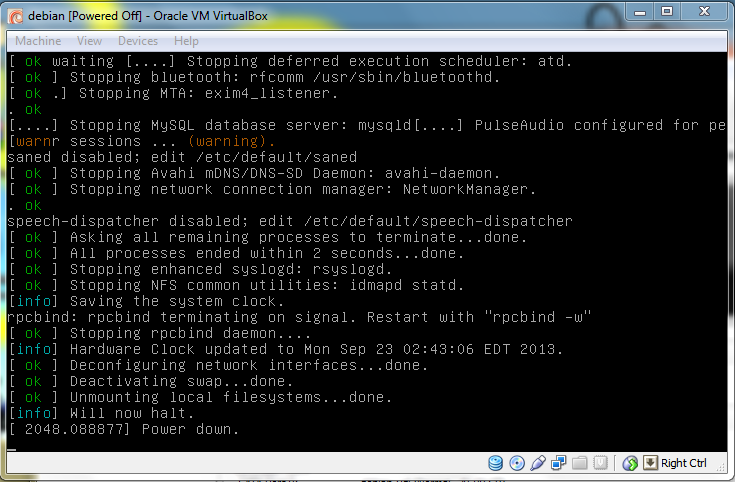 debian [Powered Off] - Oracle VM VirtualBox
Machine View Devices Help
[ ok waiting [....] Stopping deferred execution scheduler: atd.
[ ok ] Stopping bluetooth: rfcomm /usr/sbin/bluetoothd.
[ ok .] Stopping MTA: exim4_listener.
. ok
[....] Stopping MySQL database server: mysqld[....] PulseAudio configured for pe
[warnr sessions ... (warning).
saned disabled; edit /etc/default/saned
[ ok ] Stopping Avahi mDNS/DNS-SD Daemon: avahi-daemon.
[ ok ] Stopping network connection manager: NetworkManager.
. ok
speech-dispatcher disabled; edit /etc/default/speech-dispatcher
[ ok ] Asking all remaining processes to terminate...done.
[ ok ] All processes ended within 2 seconds...done.
[ ok ] Stopping enhanced syslogd: rsyslogd.
[ ok ] Stopping NFS common utilities: idmapd statd.
[info] Saving the system clock.
rpcbind: rpcbind terminating on signal. Restart with "rpcbind -w"
[ ok ] Stopping rpcbind daemon....
[info] Hardware Clock updated to Mon Sep 23 02:43:06 EDT 2013.
[ ok ] Deconfiguring network interfaces...done.
[ ok ] Deactivating swap...done.
[ ok ] Unmounting local filesystems...done.
[info] Will now halt.
[ 2048.088877] Power down.
Right Ctrl